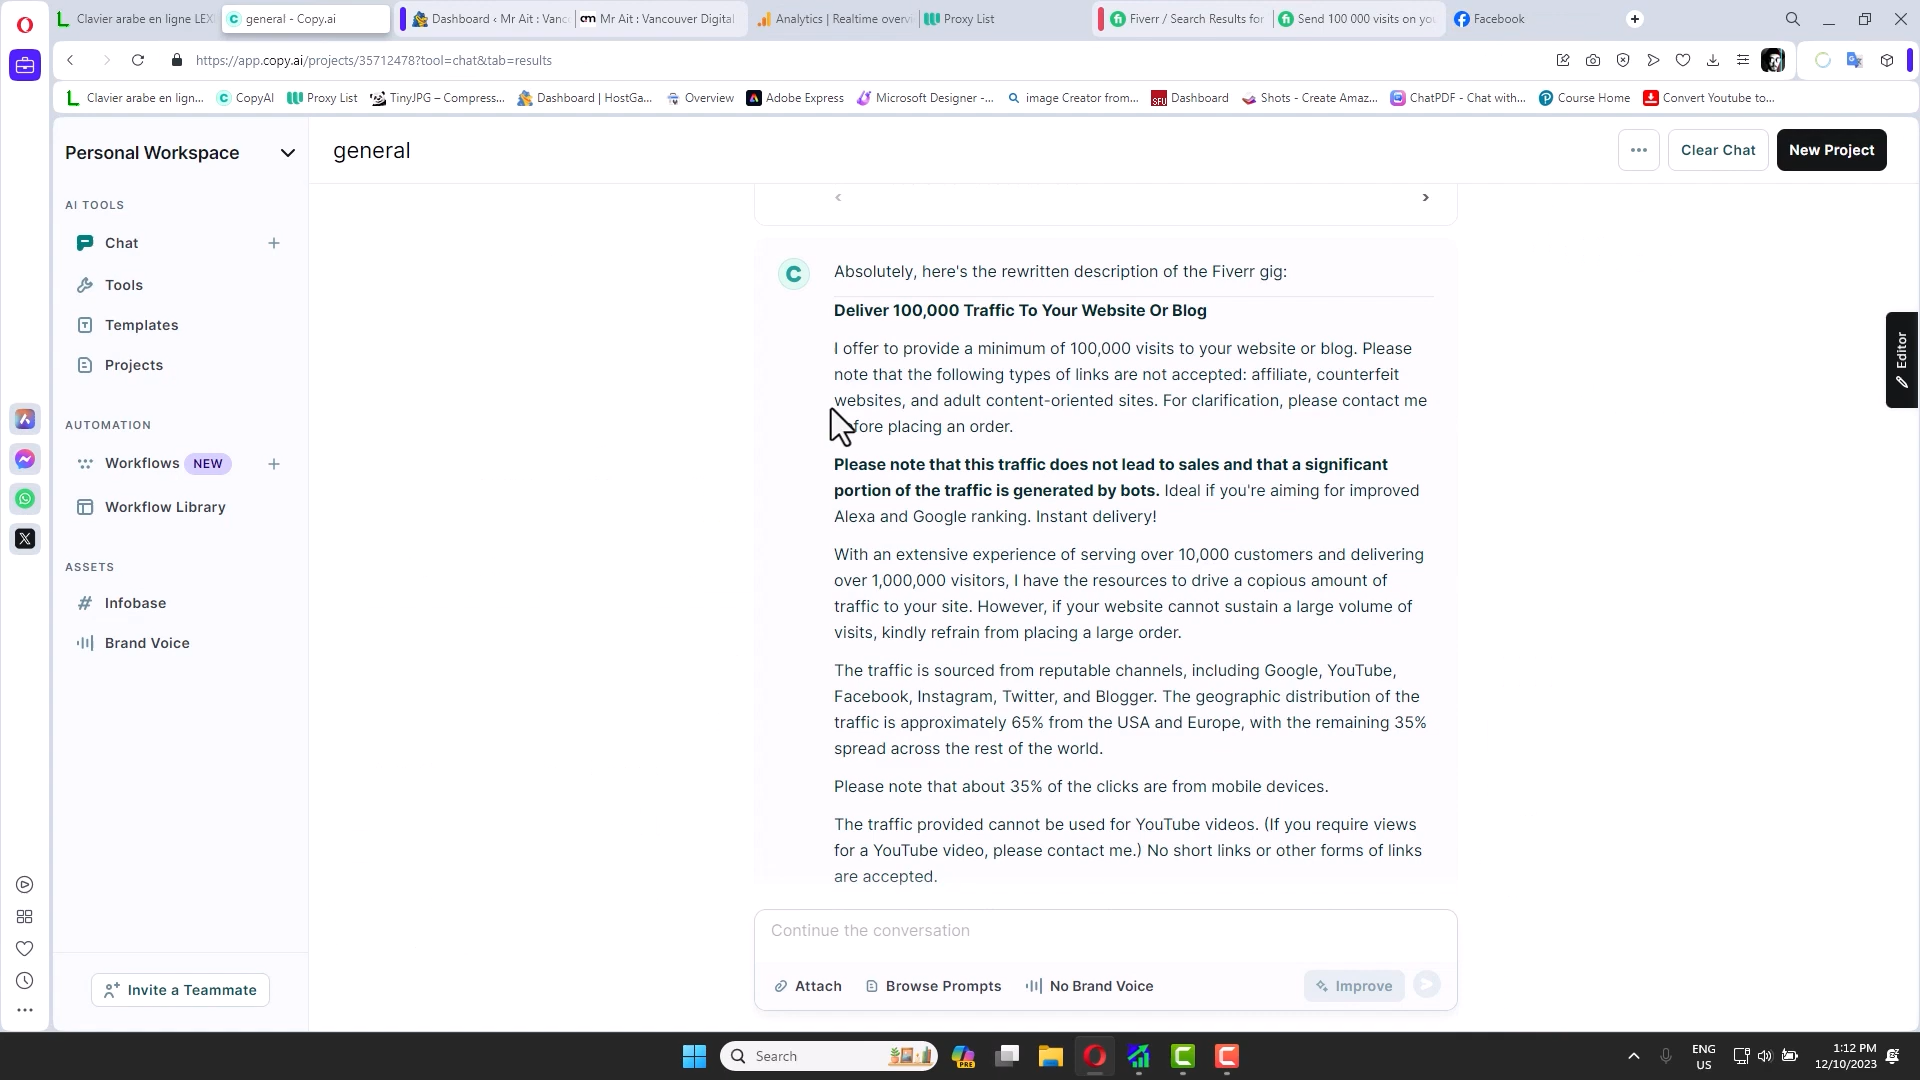 Clavier arabe en ligne LEX
general - Copy.ai
Dashboard ‹ Mr Ait : Vanco
cm Mr Ait : Vancouver Digital
Analytics | Realtime overvi
Proxy List
Fiverr / Search Results for
Send 100 000 visits on you
Facebook
https://app.copy.ai/projects/35712478?tool=chat&tab=results
Clavier arabe en lign...
CopyAI
Proxy List
TinyJPG – Compress...
Dashboard | HostGa...
Overview
Adobe Express
Microsoft Designer -...
image Creator from...
SFU Dashboard
Shots - Create Amaz...
ChatPDF - Chat with...
Course Home
Convert Youtube to...
Personal Workspace
general
Clear Chat
New Project
AI TOOLS
Chat
Tools
Templates
Projects
AUTOMATION
Workflows NEW
Workflow Library
ASSETS
Infobase
Brand Voice
Invite a Teammate
Absolutely, here's the rewritten description of the Fiverr gig:
Deliver 100,000 Traffic To Your Website Or Blog
I offer to provide a minimum of 100,000 visits to your website or blog. Please
note that the following types of links are not accepted: affiliate, counterfeit
websites, and adult content-oriented sites. For clarification, please contact me
fore placing an order.
Please note that this traffic does not lead to sales and that a significant
portion of the traffic is generated by bots. Ideal if you're aiming for improved
Alexa and Google ranking. Instant delivery!
With an extensive experience of serving over 10,000 customers and delivering
over 1,000,000 visitors, I have the resources to drive a copious amount of
traffic to your site. However, if your website cannot sustain a large volume of
visits, kindly refrain from placing a large order.
The traffic is sourced from reputable channels, including Google, YouTube,
Facebook, Instagram, Twitter, and Blogger. The geographic distribution of the
traffic is approximately 65% from the USA and Europe, with the remaining 35%
spread across the rest of the world.
Please note that about 35% of the clicks are from mobile devices.
The traffic provided cannot be used for YouTube videos. (If you require views
for a YouTube video, please contact me.) No short links or other forms of links
are accepted.
Editor
Continue the conversation
Attach
Browse Prompts
No Brand Voice
Improve
Search
PRE
ENG
US
1:12 PM
12/10/2023